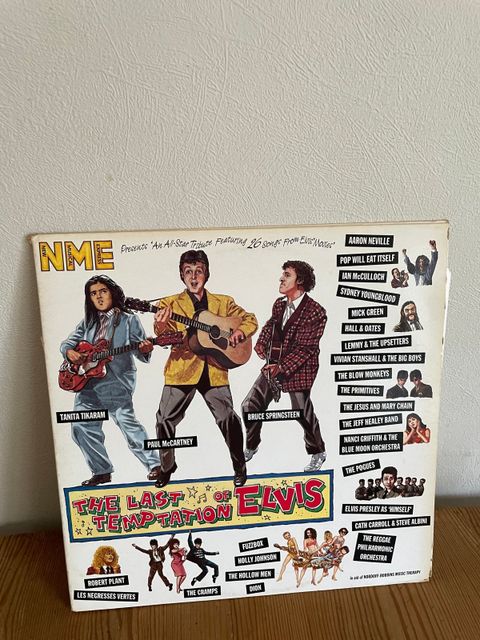 NME
Presents "An All-Star Tribute Featuring 26 Songs From Elvis' Movies"
AARON NEVILLE
POP WILL EAT ITSELF
IAN McCULLOCH
SYDNEY YOUNGBLOOD
MICK GREEN
HALL & OATES
LEMMY & THE UPSETTERS
VIVIAN STANSHALL & THE BIG BOYS
THE BLOW MONKEYS
THE PRIMITIVES
THE JESUS AND MARY CHAIN
THE JEFF HEALEY BAND
NANCI GRIFFITH & THE
BLUE MOON ORCHESTRA
THE POGUES
ELVIS PRESLEY AS 'HIMSELF'
CATH CARROLL & STEVE ALBINI
THE REGGAE
PHILHARMONIC
ORCHESTRA
TANITA TIKARAM
PAUL McCARTNEY
BRUCE SPRINGSTEEN
THE LAST TEMPTATION OF ELVIS
ROBERT PLANT
LES NEGRESSES VERTES
THE CRAMPS
FUZZBOX
HOLLY JOHNSON
THE HOLLOW MEN
DION
in aid of NORDOFF-ROBBINS MUSIC THERAPY